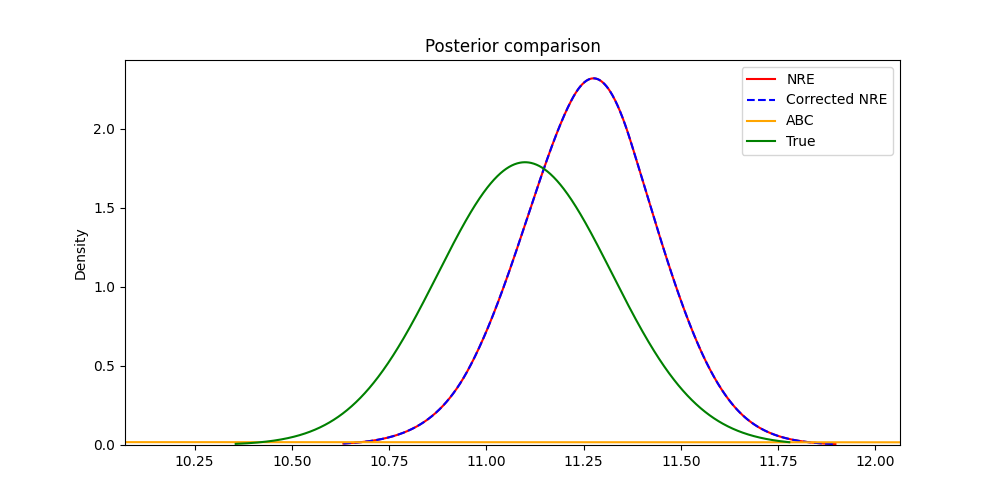 Posterior comparison
NRE
Corrected NRE
ABC
True
Density
2.0
1.5
1.0
0.5
0.0
10.25 10.50 10.75 11.00 11.25 11.50 11.75 12.00